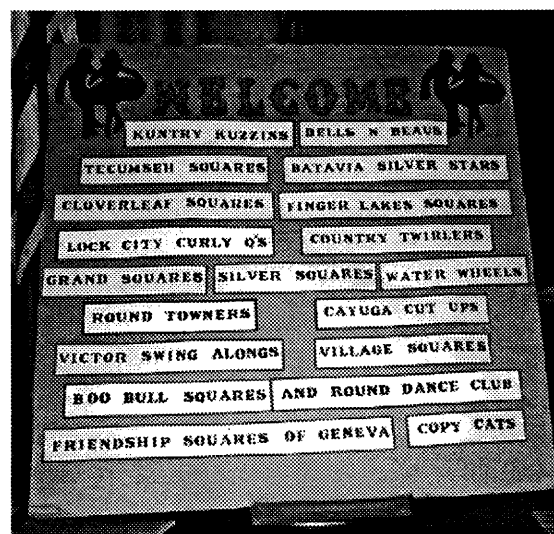 WELCOME
KUNTRY KUZZINS BELLS N BEAUS
TECUMSEH SQUARES BATAVIA SILVER STARS
CLOVERLEAF SQUARES FINGER LAKES SQUARES
LOCK CITY CURLY Q'S COUNTRY TWIRLERS
GRAND SQUARES SILVER SQUARES WATER WHEELS
ROUND TOWNERS CAYUGA CUT UPS
VICTOR SWING ALONGS VILLAGE SQUARES
BOO BULL SQUARES AND ROUND DANCE CLUB
FRIENDSHIP SQUARES OF GENEVA COPY CATS